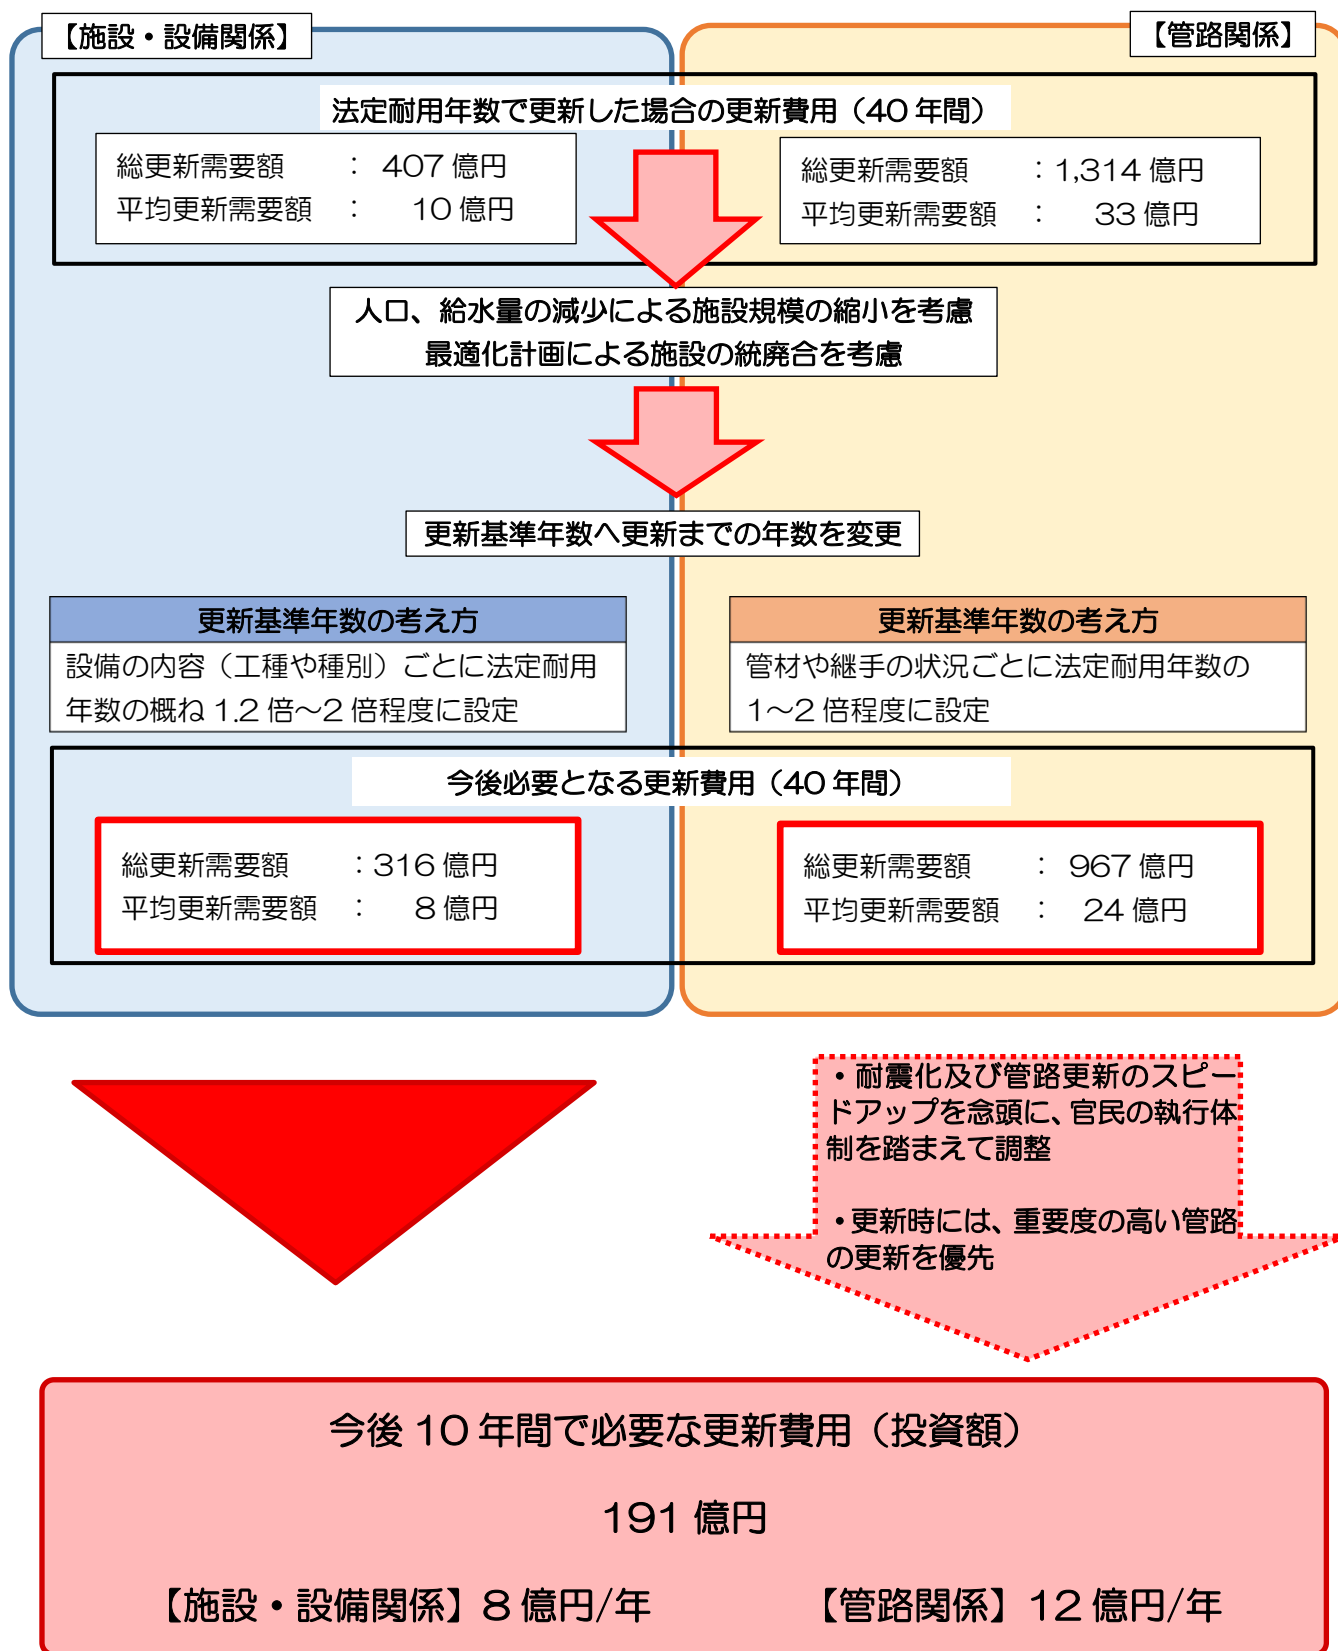 【施設・設備関係】
【管路関係】
法定耐用年数で更新した場合の更新費用（40年間）
総更新需要額　　：　407億円
平均更新需要額　：　　10億円
総更新需要額　　：1,314億円
平均更新需要額　：　　33億円
人口、給水量の減少による施設規模の縮小を考慮
最適化計画による施設の統廃合を考慮
更新基準年数へ更新までの年数を変更
更新基準年数の考え方
設備の内容（工種や種別）ごとに法定耐用
年数の概ね1.2倍～2倍程度に設定
更新基準年数の考え方
管材や継手の状況ごとに法定耐用年数の
1～2倍程度に設定
今後必要となる更新費用（40年間）
総更新需要額　　：316億円
平均更新需要額　：　　8億円
総更新需要額　　：　967億円
平均更新需要額　：　　24億円
・耐震化及び管路更新のスピー
ドアップを念頭に、官民の執行体
制を踏まえて調整
・更新時には、重要度の高い管路
の更新を優先
今後10年間で必要な更新費用（投資額）
191億円
【施設・設備関係】8億円/年　　　【管路関係】12億円/年